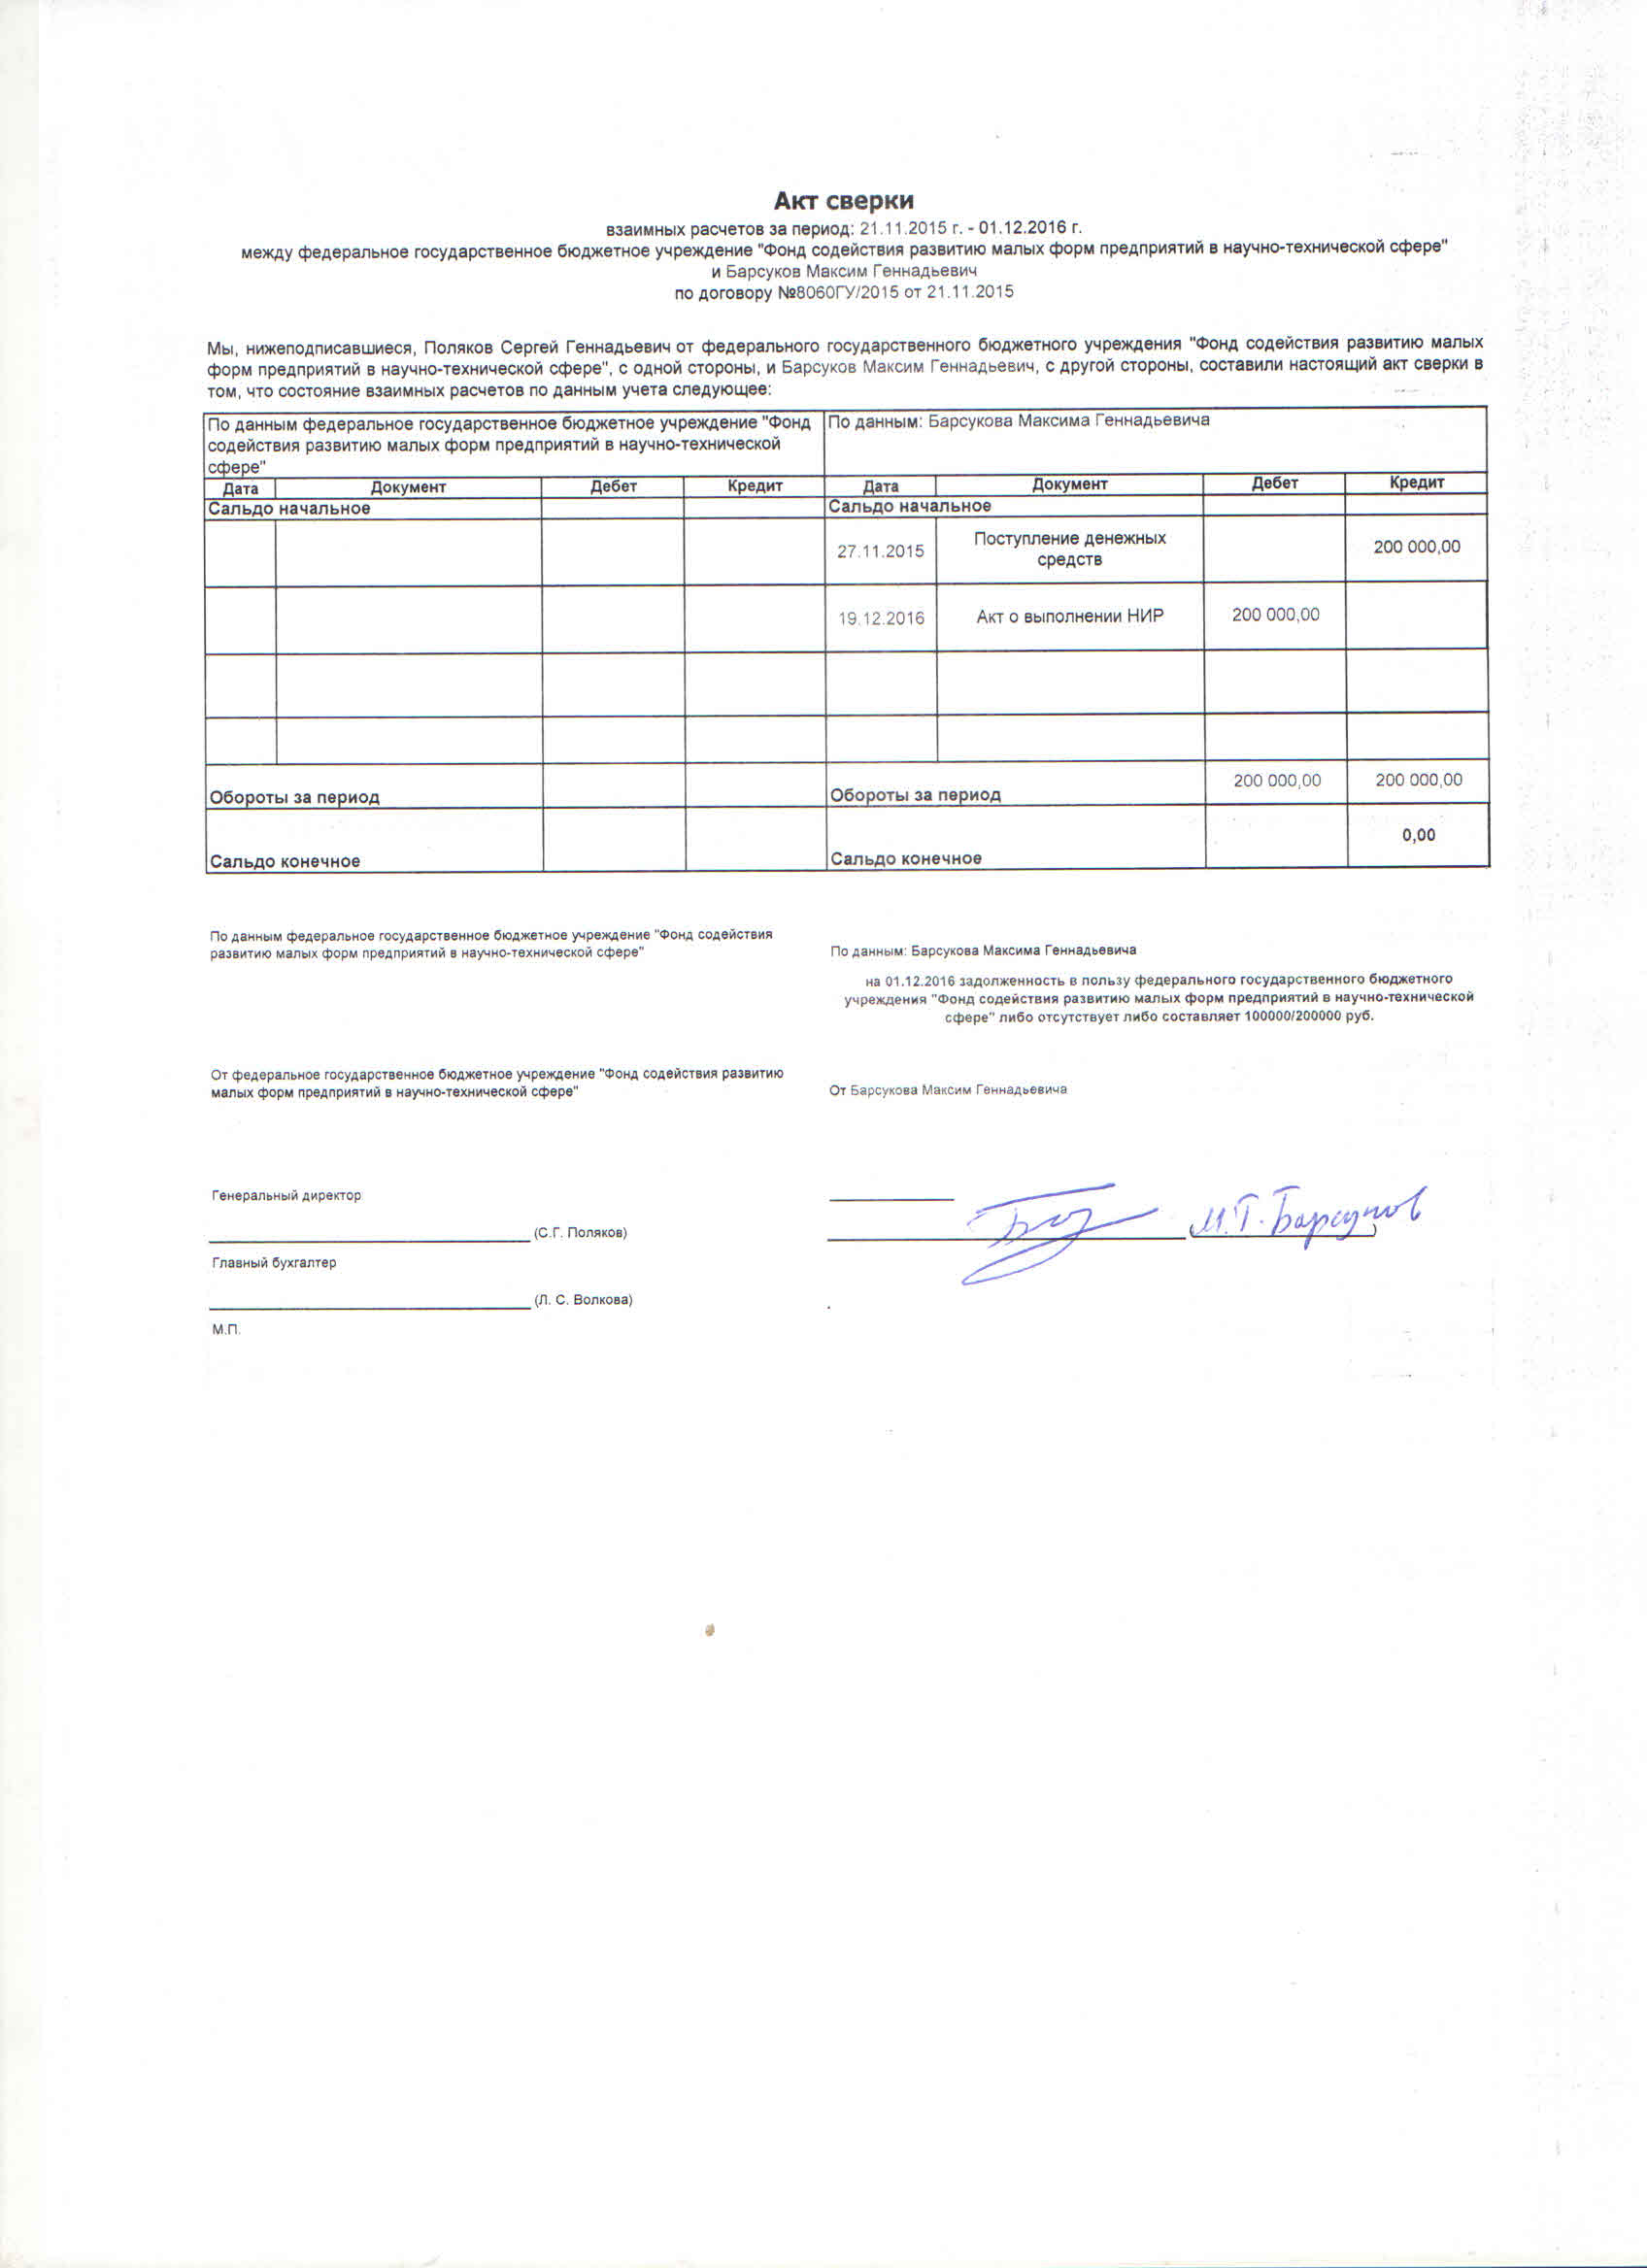 Акт сверки
взаимных расчетов за период: 21.11.2015 г. - 01.12.2016 г.
между федеральное государственное бюджетное учреждение "Фонд содействия развитию малых форм предприятий в научно-технической сфере"
и Барсуков Максим Геннадьевич
по договору №8060ГУ/2015 от 21.11.2015
Мы, нижеподписавшиеся, Поляков Сергей Геннадьевич от федерального государственного бюджетного учреждения "Фонд содействия развитию малых
форм предприятий в научно-технической сфере", с одной стороны, и Барсуков Максим Геннадьевич, с другой стороны, составили настоящий акт сверки в
том, что состояние взаимных расчетов по данным учета следующее:
По данным федеральное государственное бюджетное учреждение "Фонд
содействия развитию малых форм предприятий в научно-технической
сфере"
По данным: Барсукова Максима Геннадьевича
Дата Документ Дебет Кредит Дата Документ Дебет Кредит
Сальдо начальное Сальдо начальное
27.11.2015 Поступление денежных средств 200 000,00
19.12.2016 Акт о выполнении НИР 200 000,00
Обороты за период Обороты за период 200 000,00 200 000,00
Сальдо конечное Сальдо конечное 0,00
По данным федеральное государственное бюджетное учреждение "Фонд содействия
развитию малых форм предприятий в научно-технической сфере"
По данным: Барсукова Максима Геннадьевича
на 01.12.2016 задолженность в пользу федерального государственного бюджетного
учреждения "Фонд содействия развитию малых форм предприятий в научно-технической
сфере" либо отсутствует либо составляет 100000/200000 руб.
От федеральное государственное бюджетное учреждение "Фонд содействия развитию
малых форм предприятий в научно-технической сфере"
От Барсукова Максим Геннадьевича
Генеральный директор
(С.Г. Поляков)
М.Г. Барсуков
Главный бухгалтер
(Л. С. Волкова)
М.П.